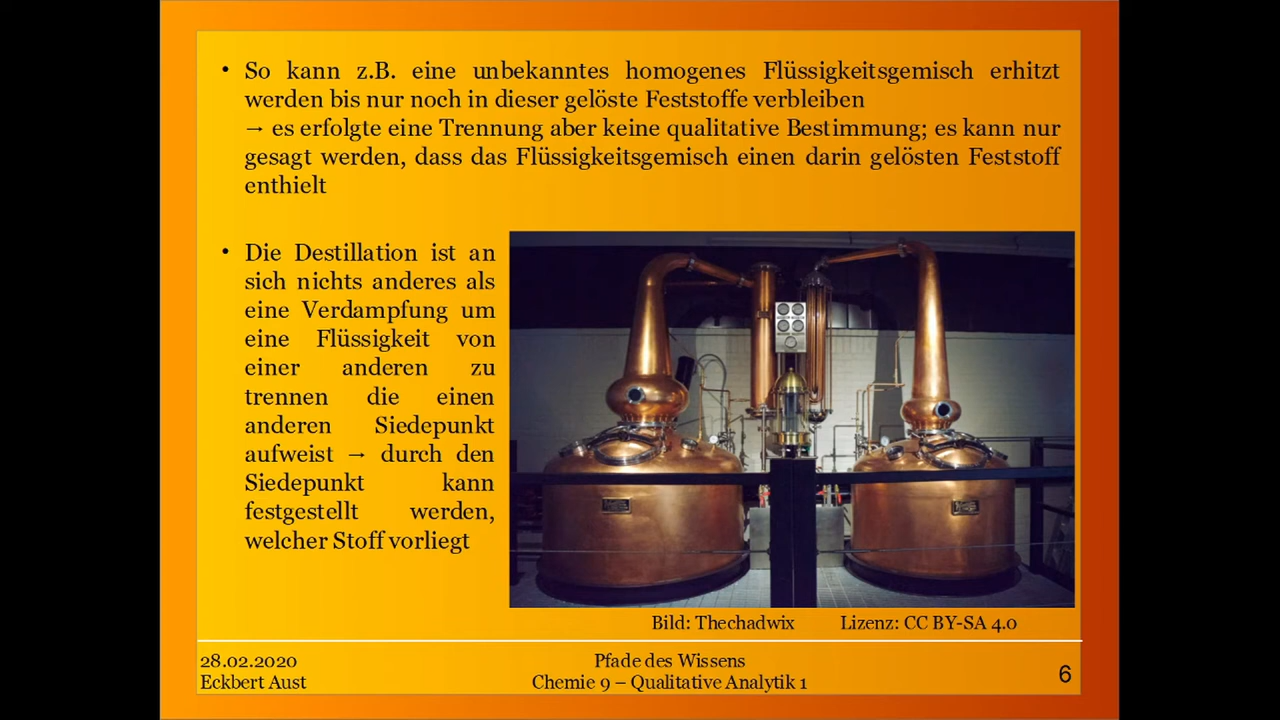 • So kann z.B. eine unbekanntes homogenes Flüssigkeitsgemisch erhitzt
werden bis nur noch in dieser gelöste Feststoffe verbleiben
→ es erfolgte eine Trennung aber keine qualitative Bestimmung; es kann nur
gesagt werden, dass das Flüssigkeitsgemisch einen darin gelösten Feststoff
enthielt
• Die Destillation ist an
sich nichts anderes als
eine Verdampfung um
eine Flüssigkeit von
einer anderen zu
trennen die einen
anderen Siedepunkt
aufweist → durch den
Siedepunkt kann
festgestellt werden,
welcher Stoff vorliegt
Bild: Thechadwix Lizenz: CC BY-SA 4.0
28.02.2020
Eckbert Aust
Pfade des Wissens
Chemie 9 – Qualitative Analytik 1
6